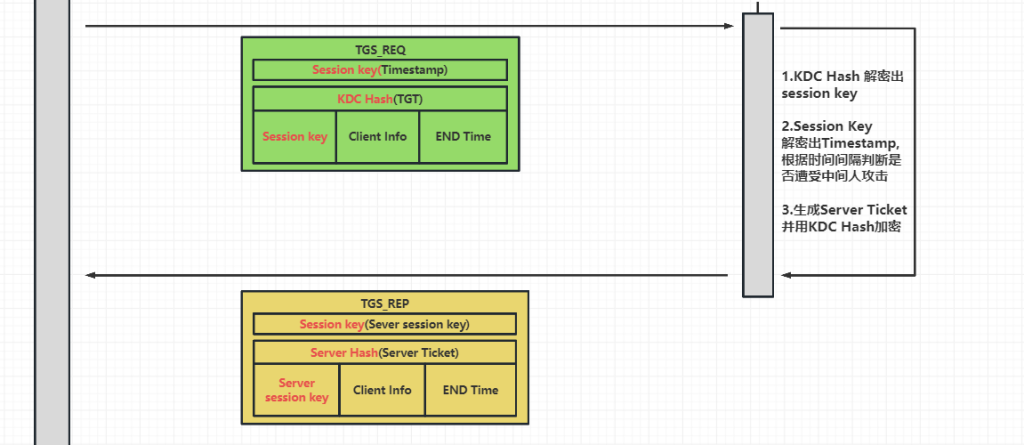 TGS_REQ
Session key(Timestamp)
KDC Hash(TGT)
Session key
Client Info
END Time
1.KDC Hash 解密出
session key
2.Session Key
解密出Timestamp,
根据时间间隔判断是
否遭受中间人攻击
3.生成Server Ticket
并用KDC Hash加密
TGS_REP
Session key(Sever session key)
Server Hash(Server Ticket)
Server
session key
Client Info
END Time